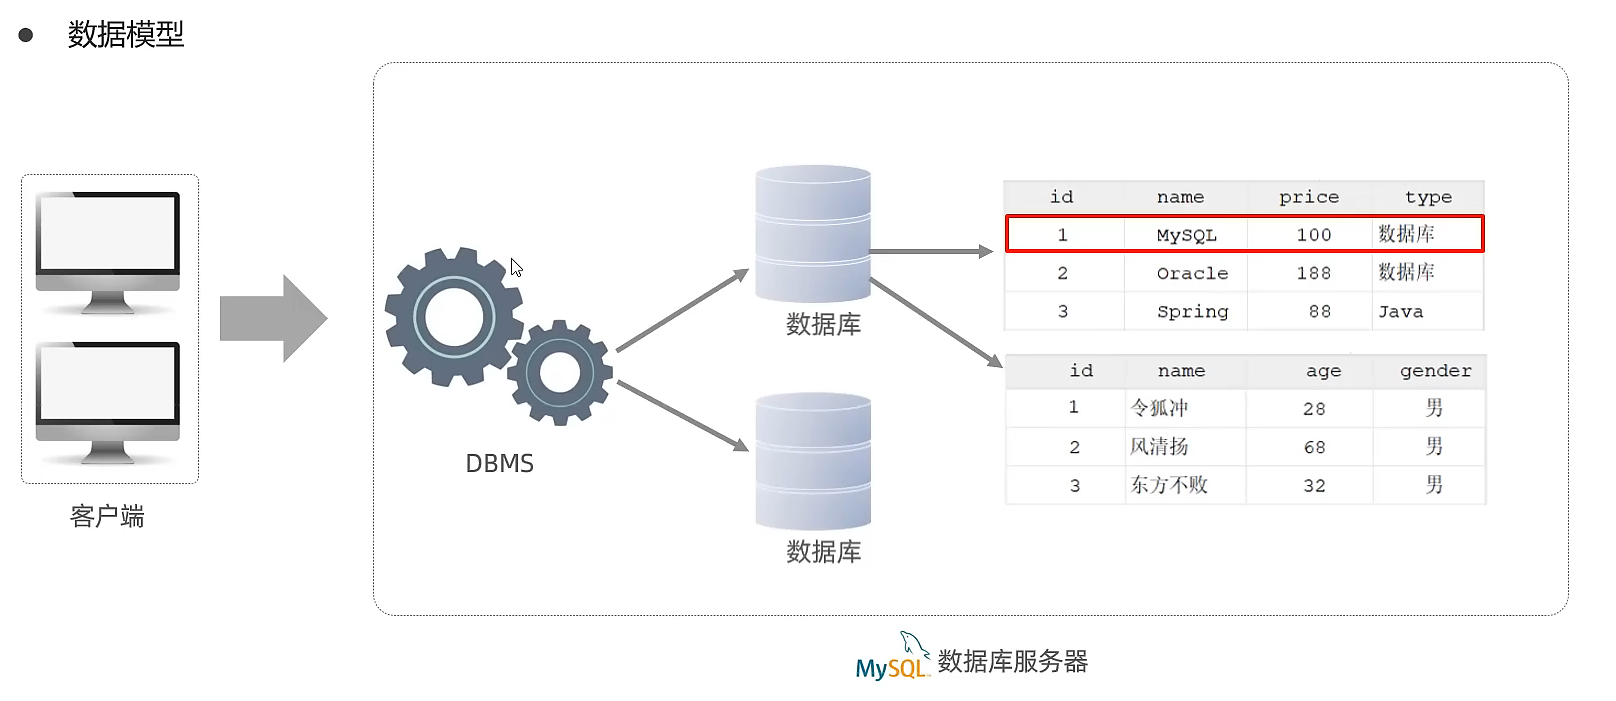 数据模型
客户端
DBMS
数据库
数据库
id name price type
1 MySQL 100 数据库
2 Oracle 188 数据库
3 Spring 88 Java
id name age gender
1 令狐冲 28 男
2 风清扬 68 男
3 东方不败 32 男
MySQL 数据库服务器